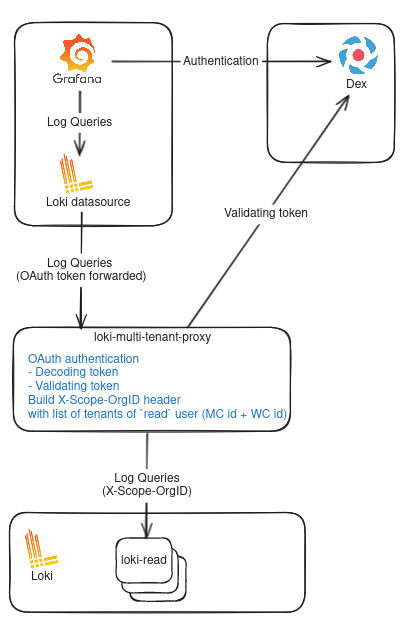 Grafana
Authentication
Dex
Log Queries
Loki datasource
Validating token
Log Queries
(OAuth token forwarded)
loki-multi-tenant-proxy
OAuth authentication
- Decoding token
- Validating token
Build X-Scope-OrgID header
with list of tenants of `read` user (MC id + WC id)
Log Queries
(X-Scope-OrgID)
loki-read
Loki